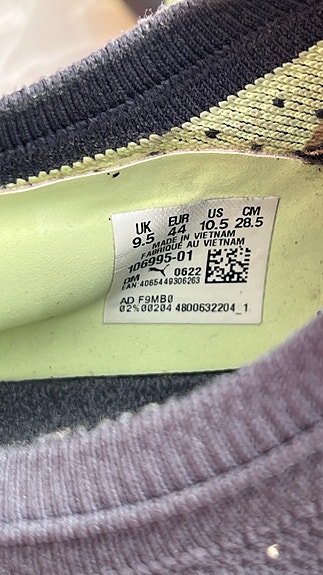 UK EUR US CM
9.5 44 10.5 28.5
MADE IN VIETNAM
FABRIQUE AU VIETNAM
106995-01
DM 0622
EAN:4065449306263
AD F9MB0
02%00204 4800632204_1